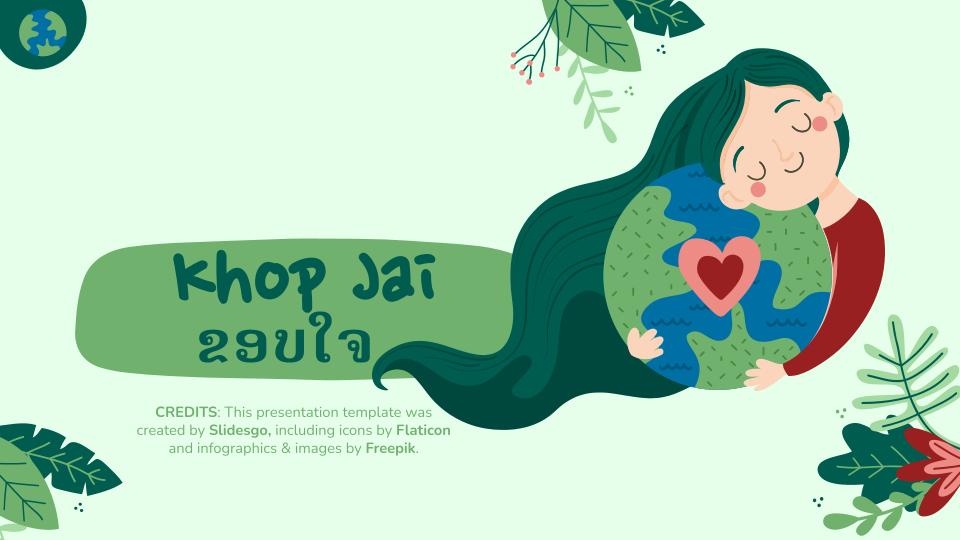 Khop Jai
ຂອບໃຈ
CREDITS: This presentation template was
created by Slidesgo, including icons by Flaticon
and infographics & images by Freepik.